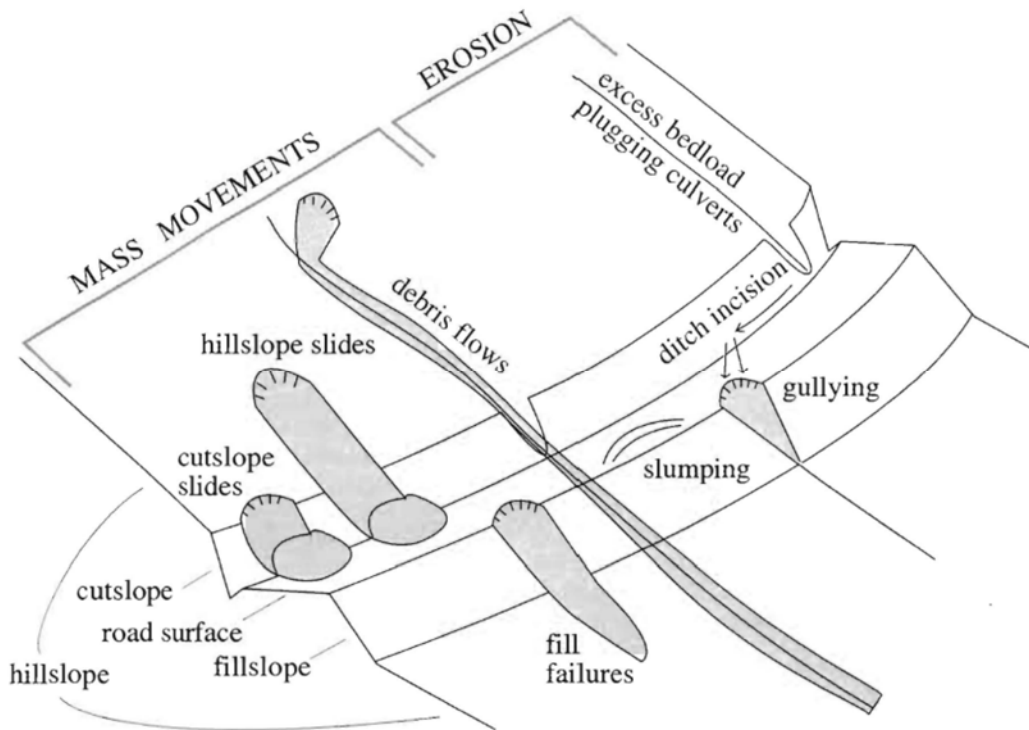 EROSION
MASS MOVEMENTS
excess bedload
plugging culverts
debris flows
ditch incision
hillslope slides
gullying
cutslope
slides
slumping
cutslope
road surface
fillslope
hillslope
fill
failures